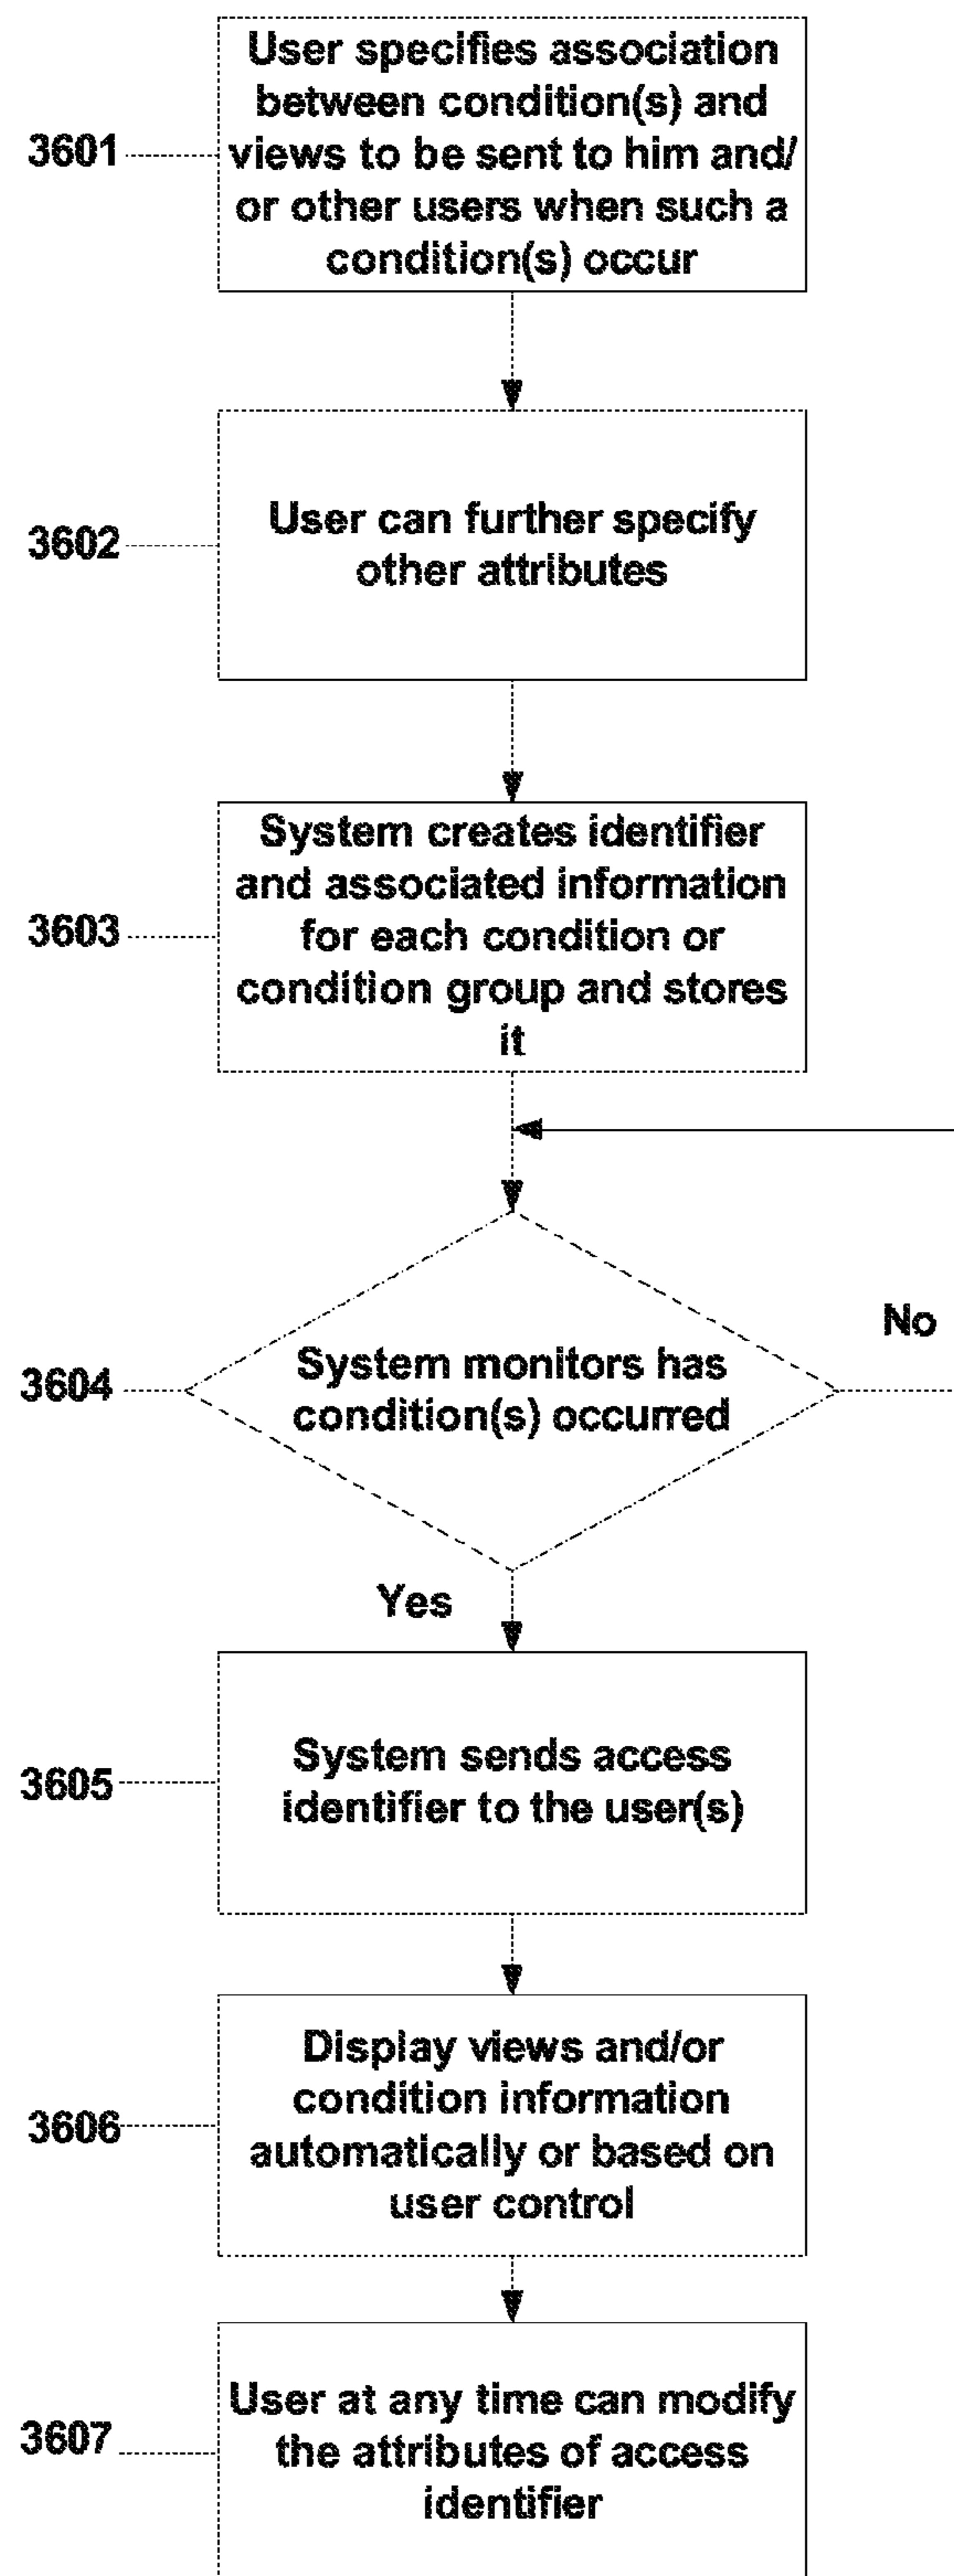 User specifies association
between condition(s) and
3601
views to be sent to him and/
or other users when such a
condition(s) occur
User can further specify
3602
other attributes
System creates identifier
and associated information
3603
for each condition or
condition group and stores
it
No
System monitors has
3604
condition(s) occurred
Yes
System sends access
3605
identifier to the user(s)
Display views and/or
condition information
3606
automatically or based on
user control
User at any time can modify
3607
the attributes of access
identifier